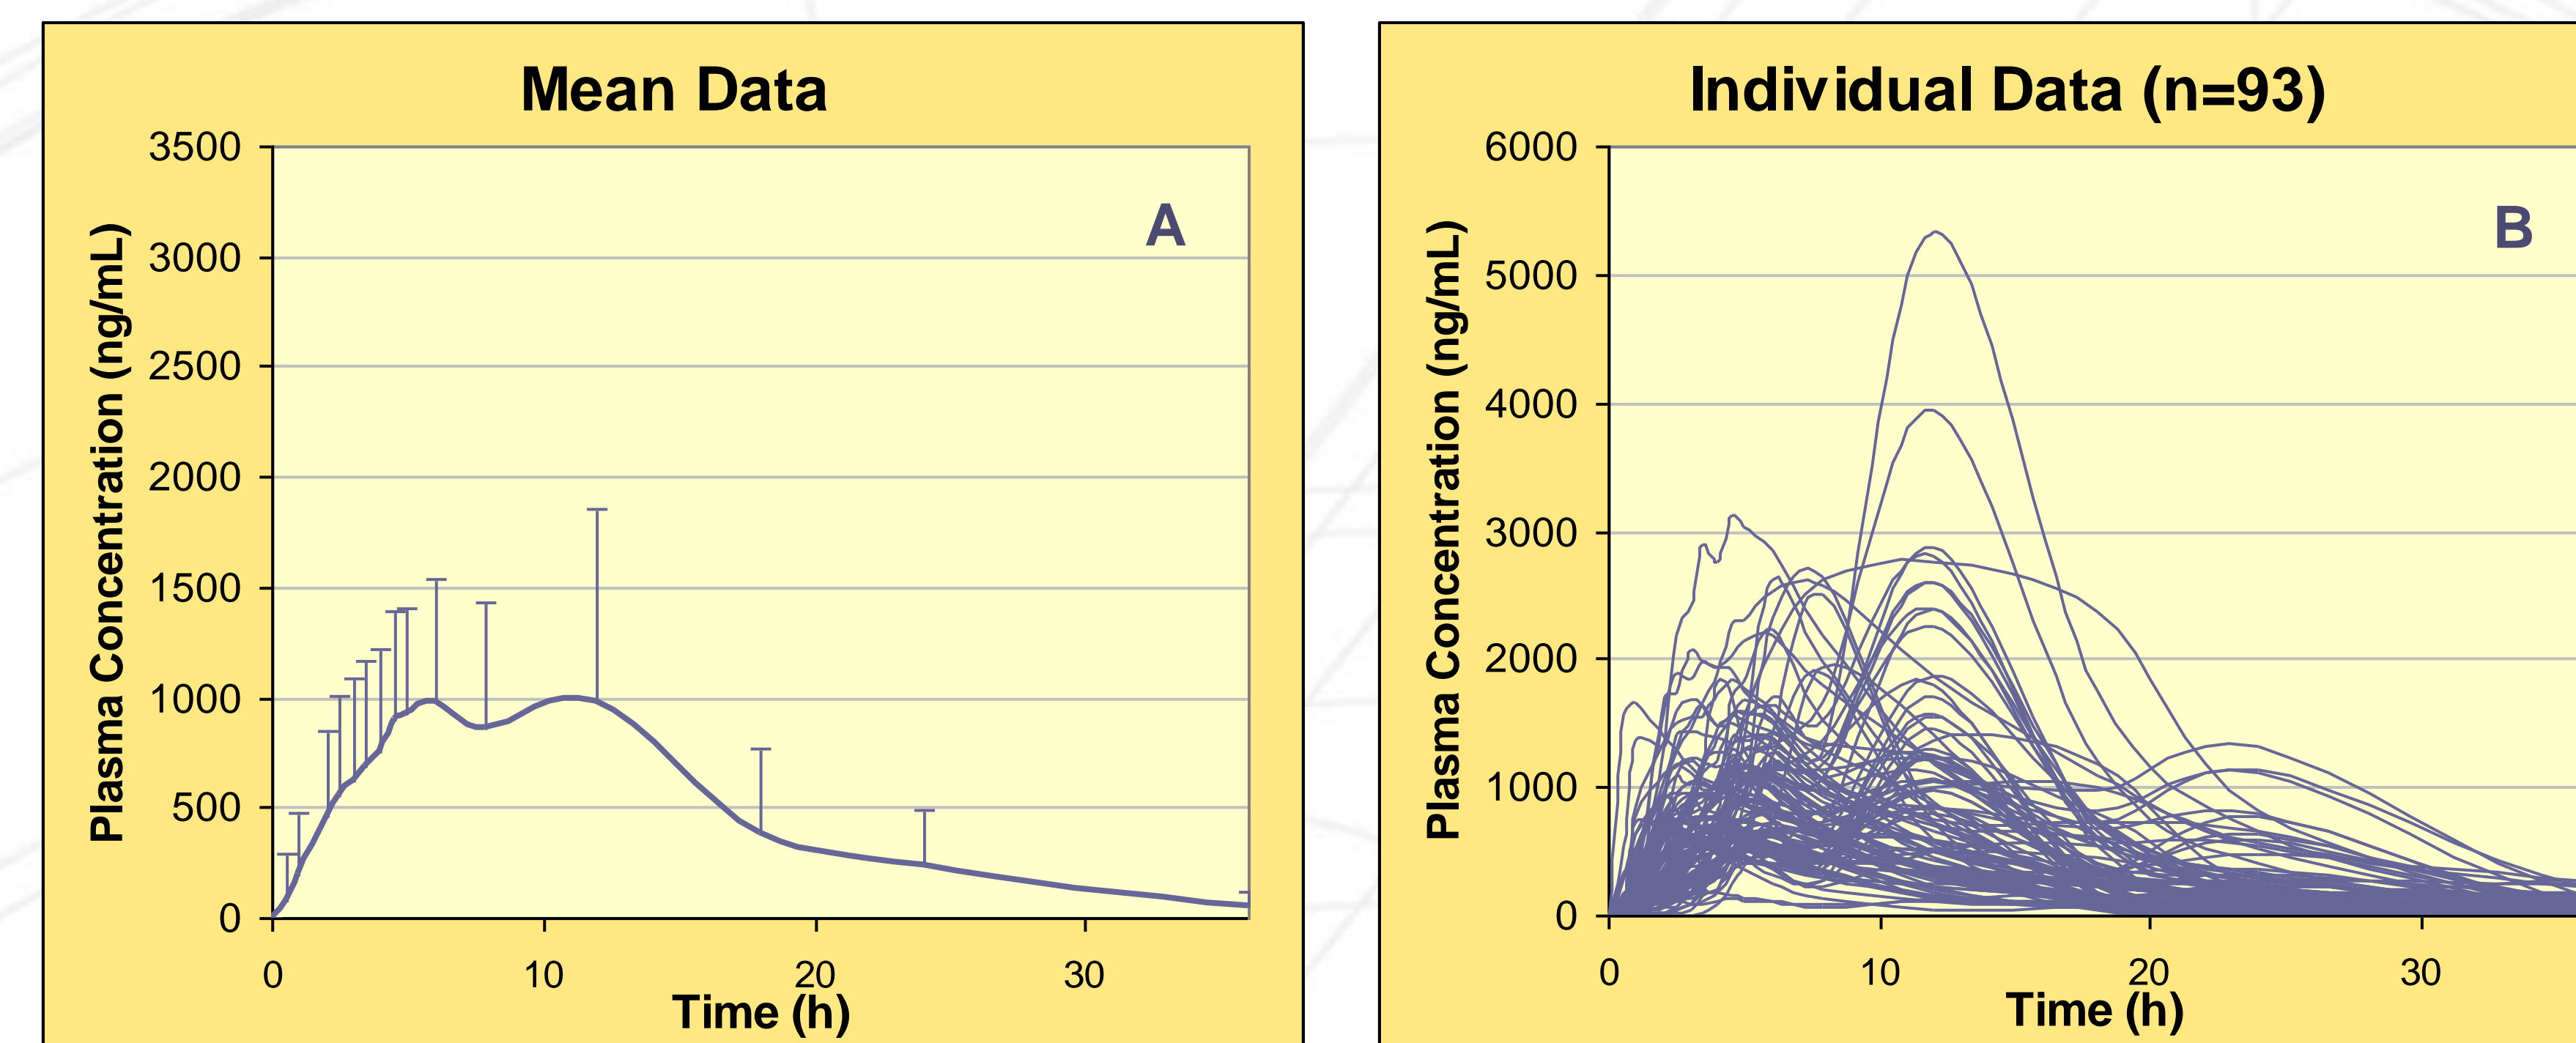 Mean Data
3500
3000
2500
2000
1500
1000
500
0
Plasma Concentration (ng/mL)
A
0 10 20 30
Time (h)
Individual Data (n=93)
6000
5000
4000
3000
2000
1000
0
Plasma Concentration (ng/mL)
B
0 10 20 30
Time (h)